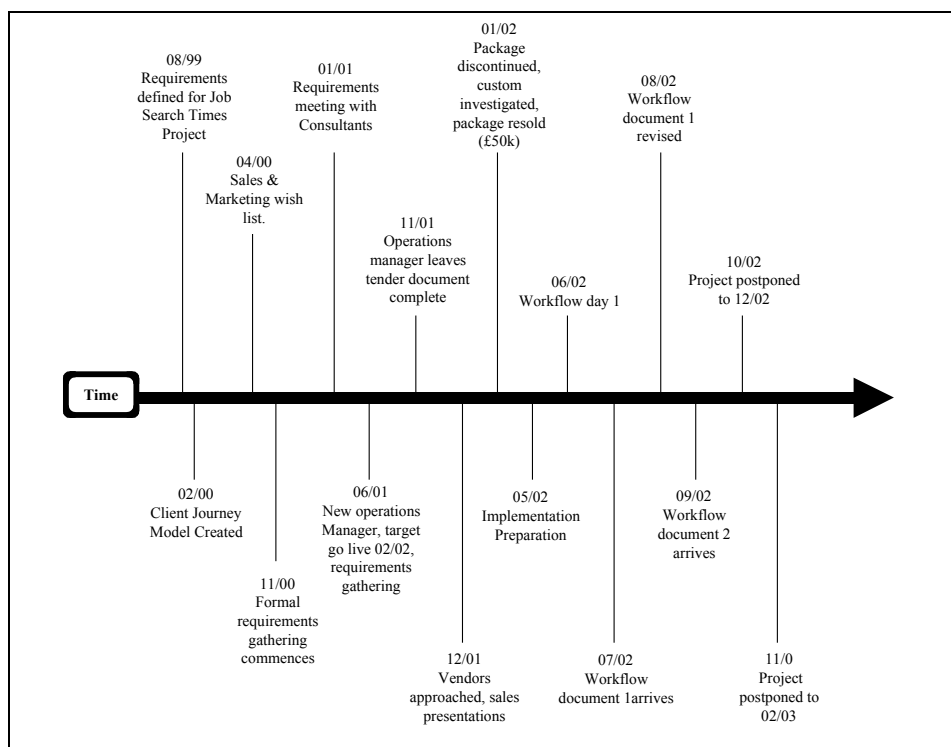 08/99
Requirements
defined for Job
Search Times
Project
04/00
Sales &
Marketing wish
list.
01/01
Requirements
meeting with
Consultants
11/01
Operations
manager leaves
tender document
complete
01/02
Package
discontinued,
custom
investigated,
package resold
(£50k)
06/02
Workflow day 1
08/02
Workflow
document 1
revised
10/02
Project postponed
to 12/02
Time
02/00
Client Journey
Model Created
11/00
Formal
requirements
gathering
commences
06/01
New operations
Manager, target
go live 02/02,
requirements
gathering
12/01
Vendors
approached, sales
presentations
05/02
Implementation
Preparation
07/02
Workflow
document 1arrives
09/02
Workflow
document 2
arrives
11/0
Project
postponed to
02/03